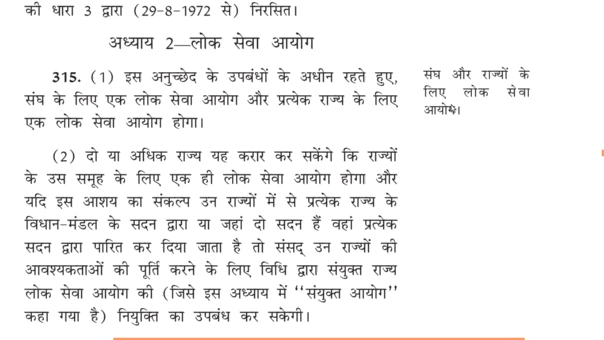 की धारा 3 द्वारा (29-8-1972 से) निरसित।
अध्याय 2—लोक सेवा आयोग
315. (1) इस अनुच्छेद के उपबंधों के अधीन रहते हुए,
संघ के लिए एक लोक सेवा आयोग और प्रत्येक राज्य के लिए
एक लोक सेवा आयोग होगा।
संघ और राज्यों के
लिए लोक सेवा
आयोग।
(2) दो या अधिक राज्य यह करार कर सकेंगे कि राज्यों
के उस समूह के लिए एक ही लोक सेवा आयोग होगा और
यदि इस आशय का संकल्प उन राज्यों में से प्रत्येक राज्य के
विधान-मंडल के सदन द्वारा या जहां दो सदन हैं वहां प्रत्येक
सदन द्वारा पारित कर दिया जाता है तो संसद् उन राज्यों की
आवश्यकताओं की पूर्ति करने के लिए विधि द्वारा संयुक्त राज्य
लोक सेवा आयोग की (जिसे इस अध्याय में ‘‘संयुक्त आयोग’’
कहा गया है) नियुक्ति का उपबंध कर सकेगी।